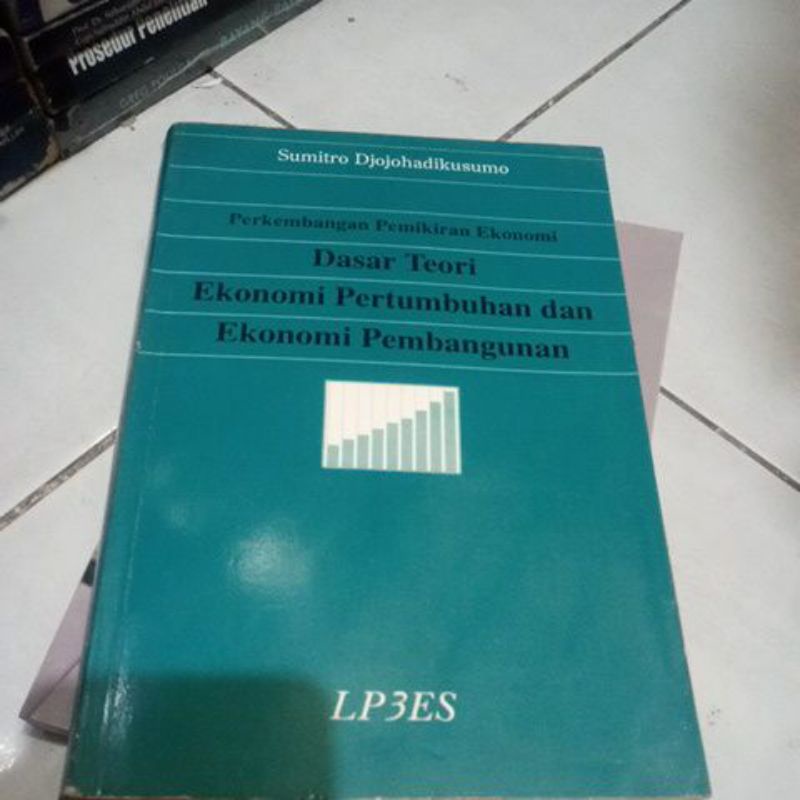 Prosedur Penelitian
Sumitro Djojohadikusumo
Perkembangan Pemikiran Ekonomi
Dasar Teori
Ekonomi Pertumbuhan dan
Ekonomi Pembangunan
LP3ES